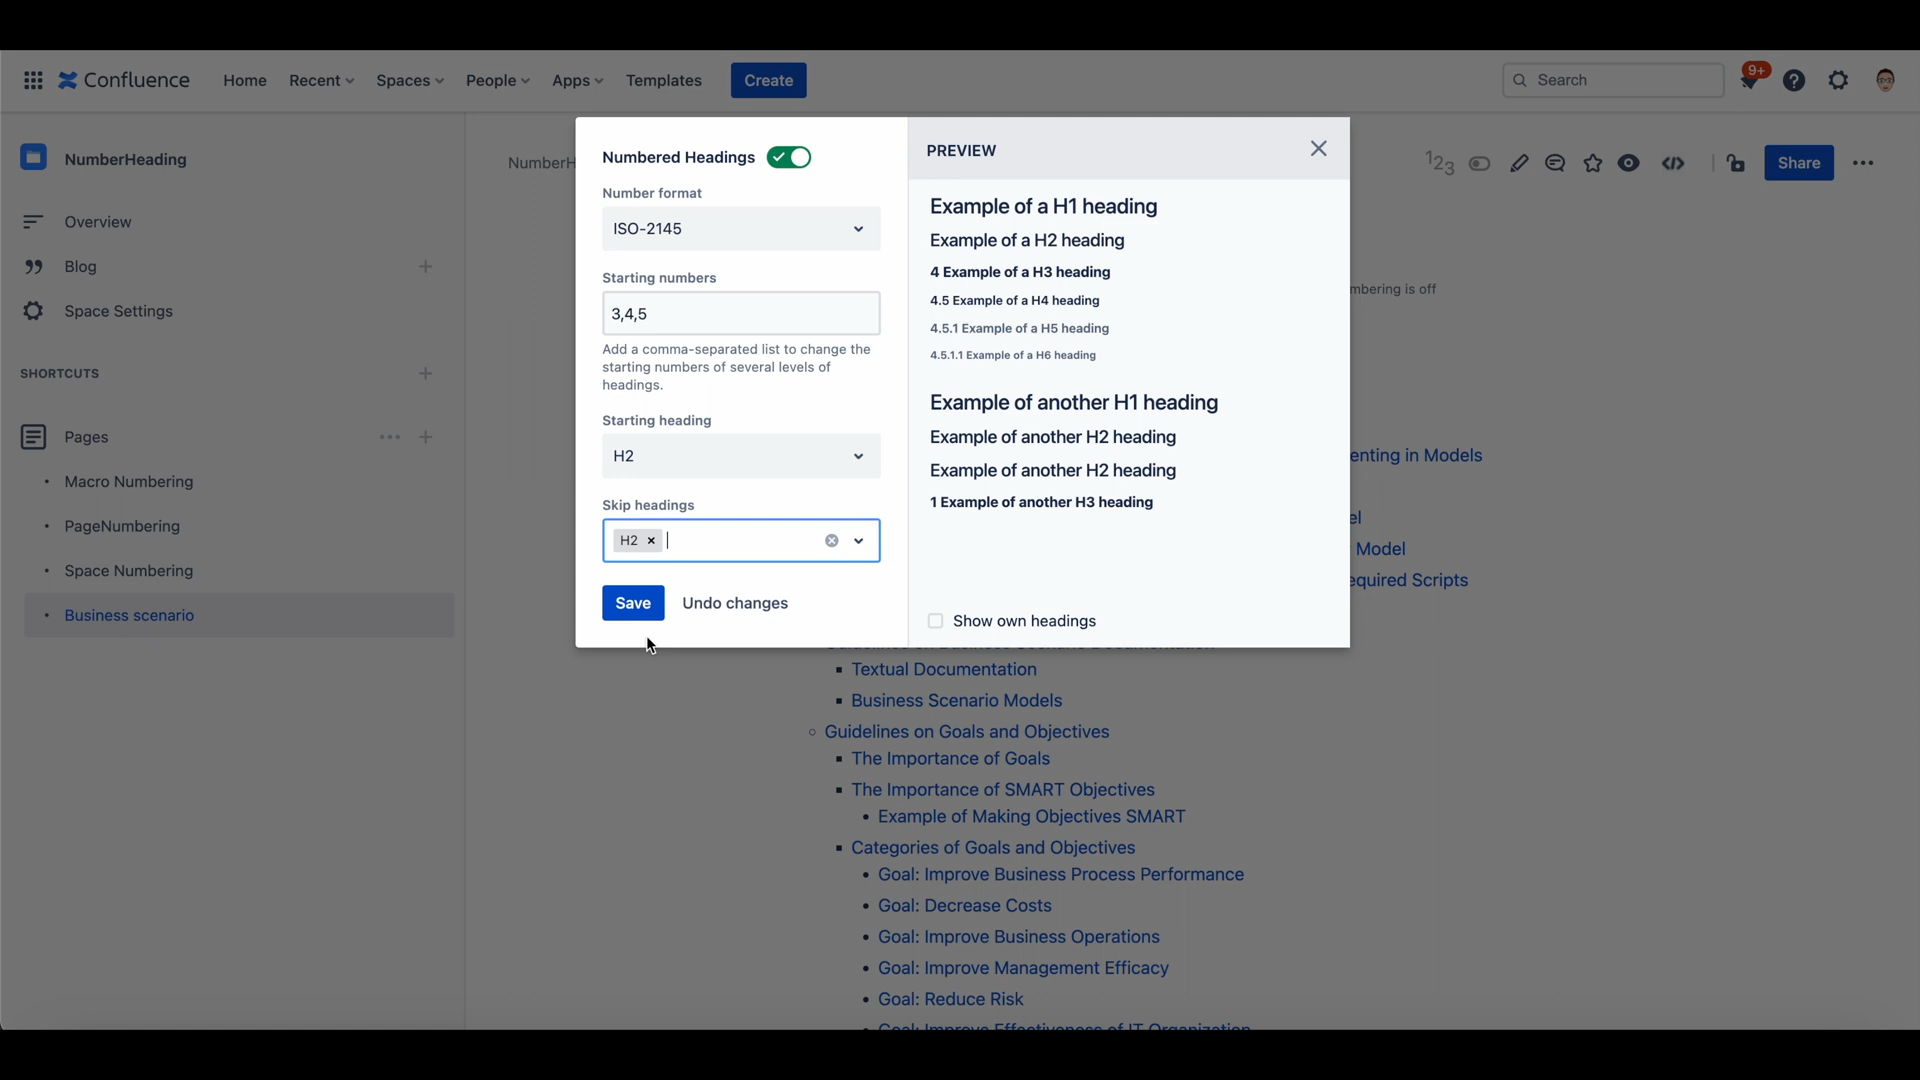 Confluence Home Recent Spaces People Apps Templates Create Search 9+
NumberHeading
NumberH
123
Share
Overview
Blog
Space Settings
SHORTCUTS
Pages
Macro Numbering
PageNumbering
Space Numbering
Business scenario
Numbered Headings
Number format
ISO-2145
Starting numbers
3,4,5
Add a comma-separated list to change the
starting numbers of several levels of
headings.
Starting heading
H2
Skip headings
H2
Save Undo changes
PREVIEW
Example of a H1 heading
Example of a H2 heading
4 Example of a H3 heading
4.5 Example of a H4 heading
4.5.1 Example of a H5 heading
4.5.1.1 Example of a H6 heading
Example of another H1 heading
Example of another H2 heading
Example of another H2 heading
1 Example of another H3 heading
Show own headings
mbering is off
enting in Models
el
Model
equired Scripts
Textual Documentation
Business Scenario Models
Guidelines on Goals and Objectives
The Importance of Goals
The Importance of SMART Objectives
Example of Making Objectives SMART
Categories of Goals and Objectives
Goal: Improve Business Process Performance
Goal: Decrease Costs
Goal: Improve Business Operations
Goal: Improve Management Efficacy
Goal: Reduce Risk
Goal: Improve Effectiveness of IT Organization